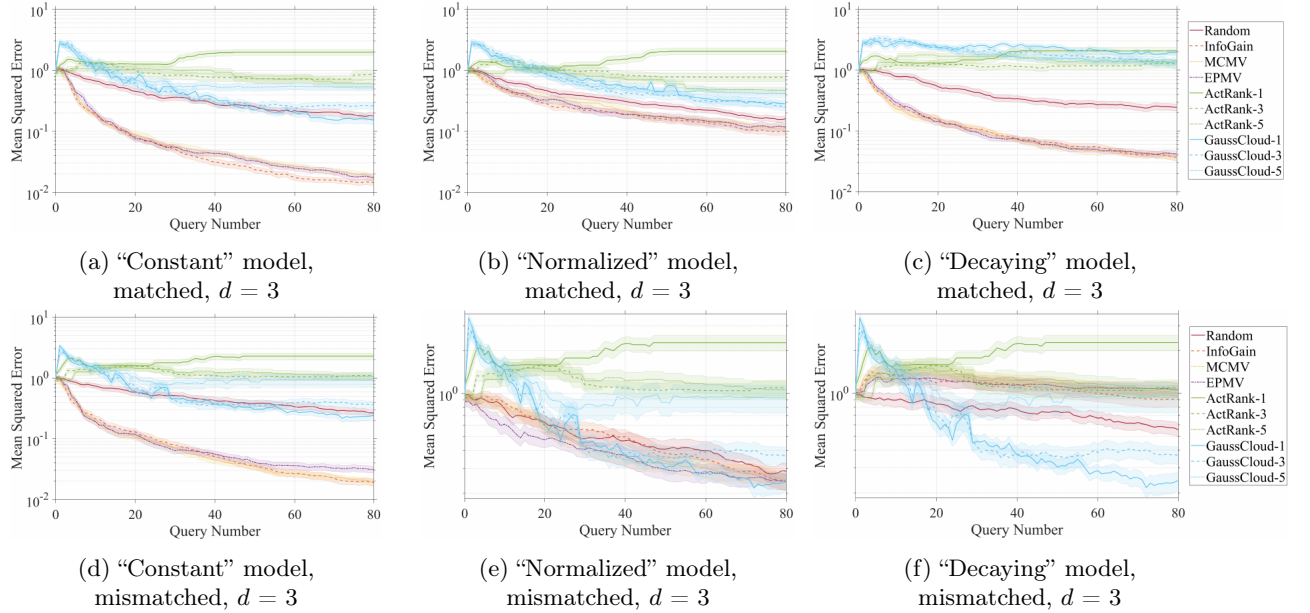 10^1
10^0
10^-1
10^-2
Mean Squared Error
0 20 40 60 80
Query Number
(a) “Constant” model,
matched, d = 3
10^1
10^0
10^-1
10^-2
Mean Squared Error
0 20 40 60 80
Query Number
(b) “Normalized” model,
matched, d = 3
10^1
10^0
10^-1
10^-2
Mean Squared Error
0 20 40 60 80
Query Number
(c) “Decaying” model,
matched, d = 3
Random
InfoGain
MCMV
EPMV
ActRank-1
ActRank-3
ActRank-5
GaussCloud-1
GaussCloud-3
GaussCloud-5
10^1
10^0
10^-1
10^-2
Mean Squared Error
0 20 40 60 80
Query Number
(d) “Constant” model,
mismatched, d = 3
10^0
Mean Squared Error
0 20 40 60 80
Query Number
(e) “Normalized” model,
mismatched, d = 3
10^0
Mean Squared Error
0 20 40 60 80
Query Number
(f) “Decaying” model,
mismatched, d = 3
Random
InfoGain
MCMV
EPMV
ActRank-1
ActRank-3
ActRank-5
GaussCloud-1
GaussCloud-3
GaussCloud-5